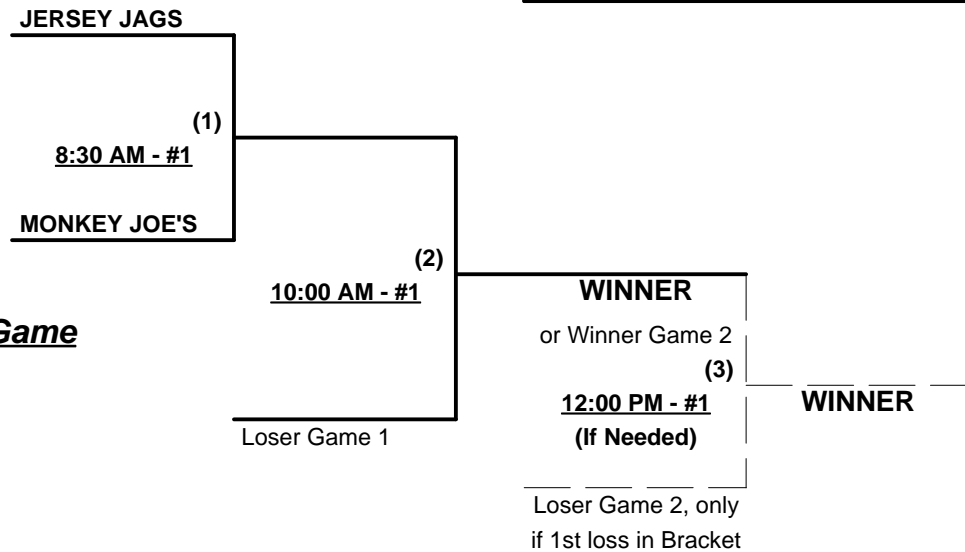 JERSEY JAGS
(1)
8:30 AM - #1
MONKEY JOE'S
(2)
10:00 AM - #1
Game
Loser Game 1
WINNER
or Winner Game 2
(3)
12:00 PM - #1
(If Needed)
WINNER
Loser Game 2, only
if 1st loss in Bracket